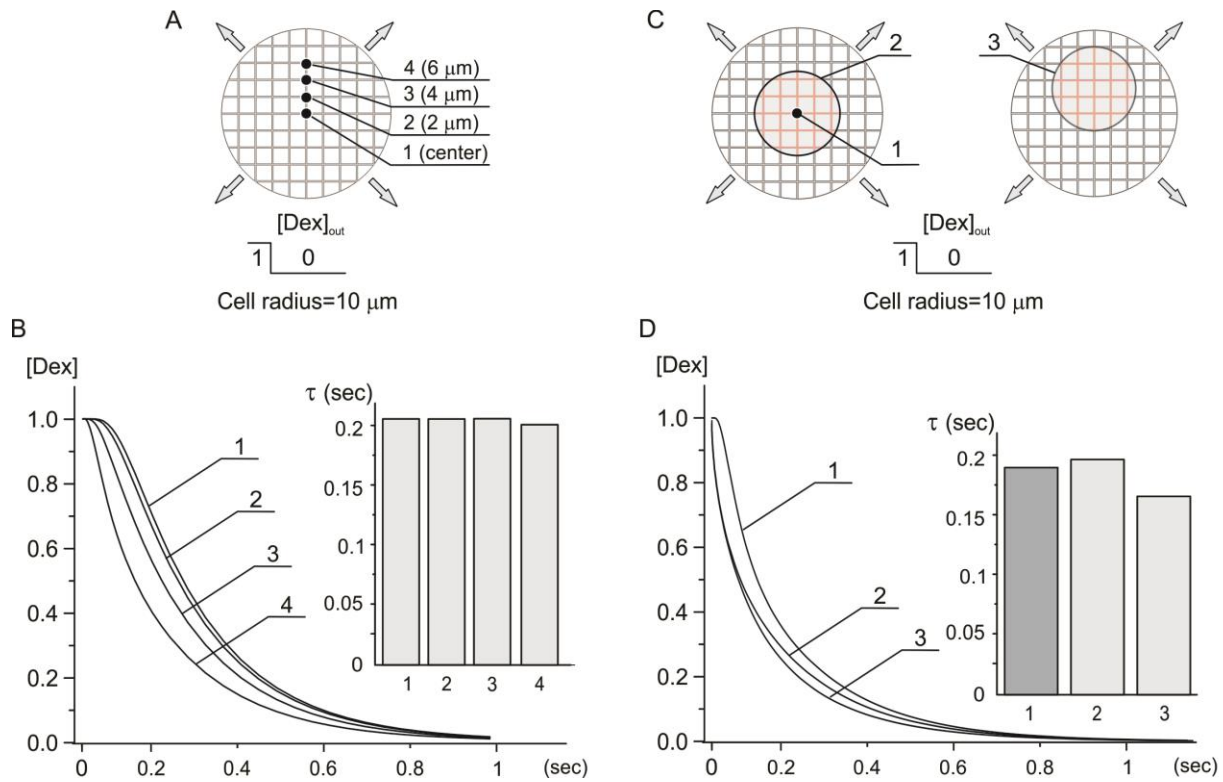 A
4 (6 μm)
3 (4 μm)
2 (2 μm)
1 (center)
[Dex]out
1 0
Cell radius=10 μm
C
2
1
3
[Dex]out
1 0
Cell radius=10 μm
B
[Dex]
1.0
0.8
0.6
0.4
0.2
0.0
0 0.2 0.4 0.6 0.8 1 (sec)
1
2
3
4
τ (sec)
0.2
0.15
0.1
0.05
0
1 2 3 4
D
[Dex]
1.0
0.8
0.6
0.4
0.2
0.0
0 0.2 0.4 0.6 0.8 1 (sec)
1
2
3
τ (sec)
0.2
0.15
0.1
0.05
0
1 2 3